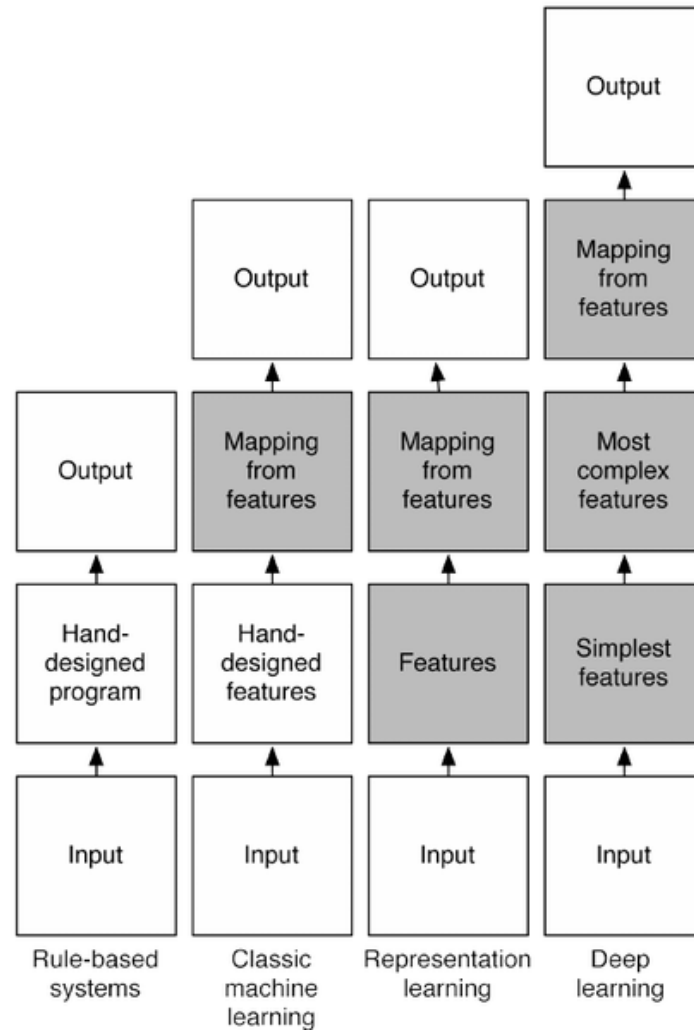 Output
Mapping
from
features
Most
complex
features
Simplest
features
Input
Deep
learning
Output
Mapping
from
features
Features
Input
Representation
learning
Output
Mapping
from
features
Hand-
designed
features
Input
Classic
machine
learning
Output
Hand-
designed
program
Input
Rule-based
systems